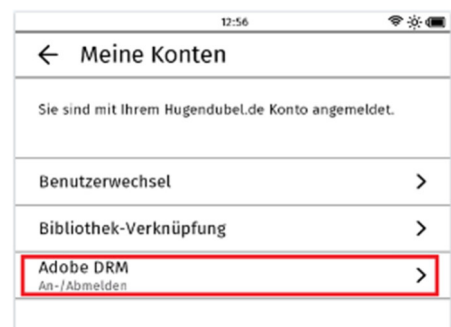 12:56
Meine Konten
Sie sind mit Ihrem Hugendubel.de Konto angemeldet.
Benutzerwechsel
Bibliothek-Verknüpfung
Adobe DRM
An-/Abmelden